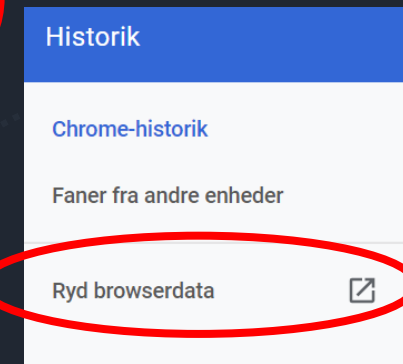 Historik
Chrome-historik
Faner fra andre enheder
Ryd browserdata